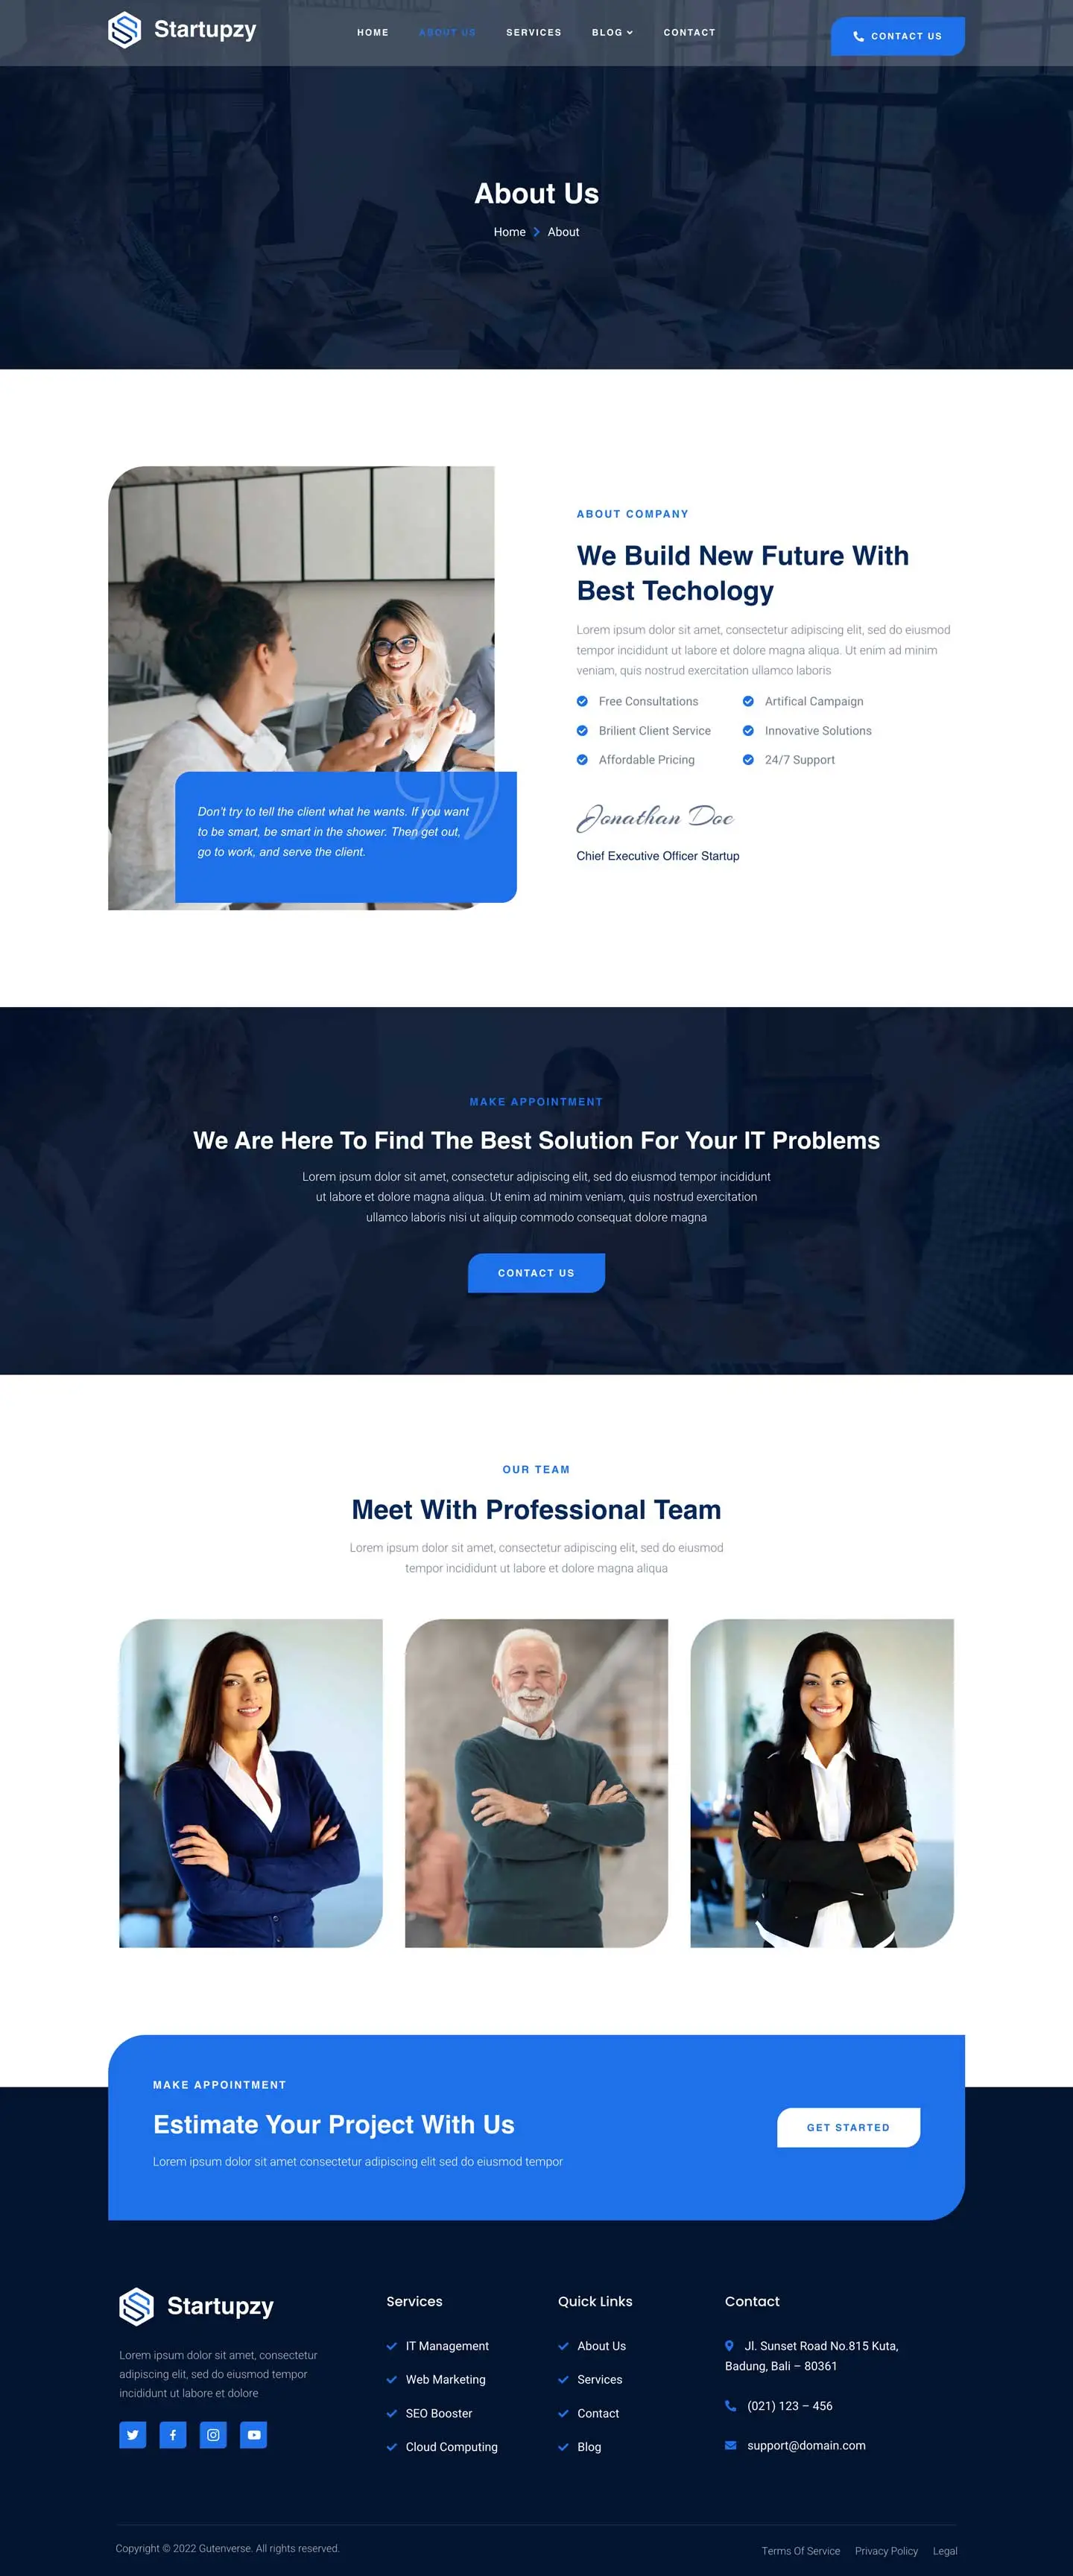 Startupzy
HOME
ABOUT US
SERVICES
BLOG
CONTACT
CONTACT US
About Us
Home
About
ABOUT COMPANY
We Build New Future With
Best Techology
Lorem ipsum dolor sit amet, consectetur adipiscing elit, sed do eiusmod
tempor incididunt ut labore et dolore magna aliqua. Ut enim ad minim
veniam, quis nostrud exercitation ullamco laboris
Free Consultations
Artifical Campaign
Brilient Client Service
Innovative Solutions
Affordable Pricing
24/7 Support
Don't try to tell the client what he wants. If you want
to be smart, be smart in the shower. Then get out,
go to work, and serve the client.
Jonathan Doe
Chief Executive Officer Startup
MAKE APPOINTMENT
We Are Here To Find The Best Solution For Your IT Problems
Lorem ipsum dolor sit amet, consectetur adipiscing elit, sed do eiusmod tempor incididunt
ut labore et dolore magna aliqua. Ut enim ad minim veniam, quis nostrud exercitation
ullamco laboris nisi ut aliquip commodo consequat dolore magna
CONTACT US
OUR TEAM
Meet With Professional Team
Lorem ipsum dolor sit amet, consectetur adipiscing elit, sed do eiusmod
tempor incididunt ut labore et dolore magna aliqua
MAKE APPOINTMENT
Estimate Your Project With Us
Lorem ipsum dolor sit amet consectetur adipiscing elit sed do eiusmod tempor
GET STARTED
Startupzy
Lorem ipsum dolor sit amet, consectetur
adipiscing elit, sed do eiusmod tempor
incididunt ut labore et dolore
Services
IT Management
Web Marketing
SEO Booster
Cloud Computing
Quick Links
About Us
Services
Contact
Blog
Contact
Jl. Sunset Road No.815 Kuta,
Badung, Bali – 80361
(021) 123 – 456
support@domain.com
Copyright © 2022 Gutenverse. All rights reserved.
Terms Of Service
Privacy Policy
Legal